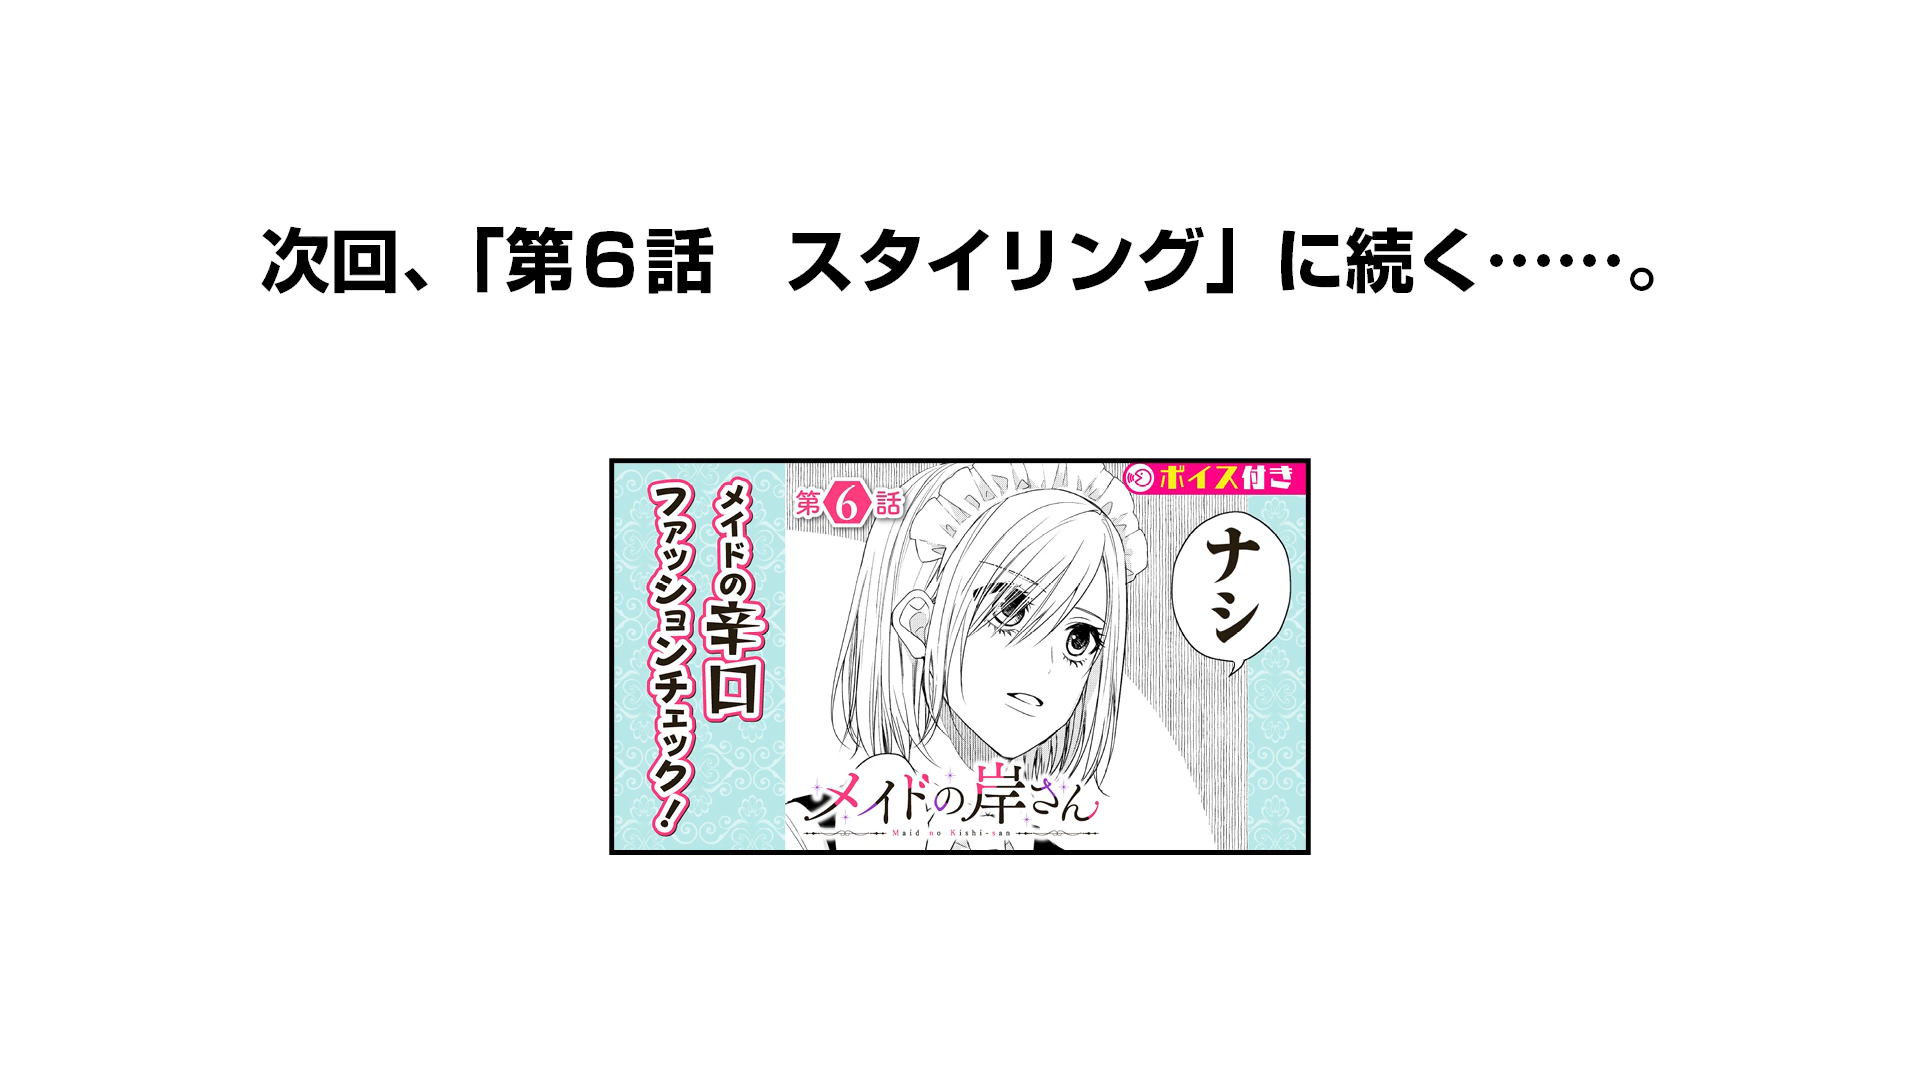 次回、「第６話　スタイリング」に続く……。
メイドの辛口
ファッションチェック！
第6話
ボイス付き
ナシ
メイドの岸さん
Maid no Kishi-san